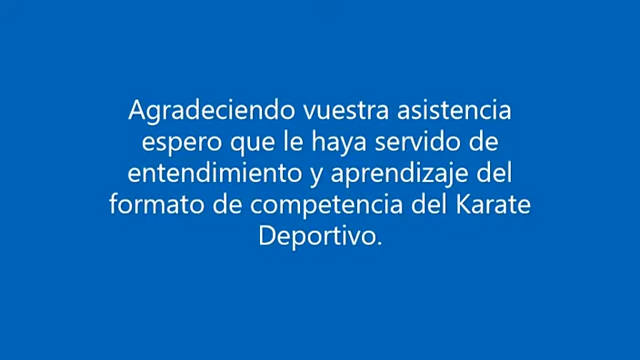 Agradeciendo vuestra asistencia
espero que le haya servido de
entendimiento y aprendizaje del
formato de competencia del Karate
Deportivo.